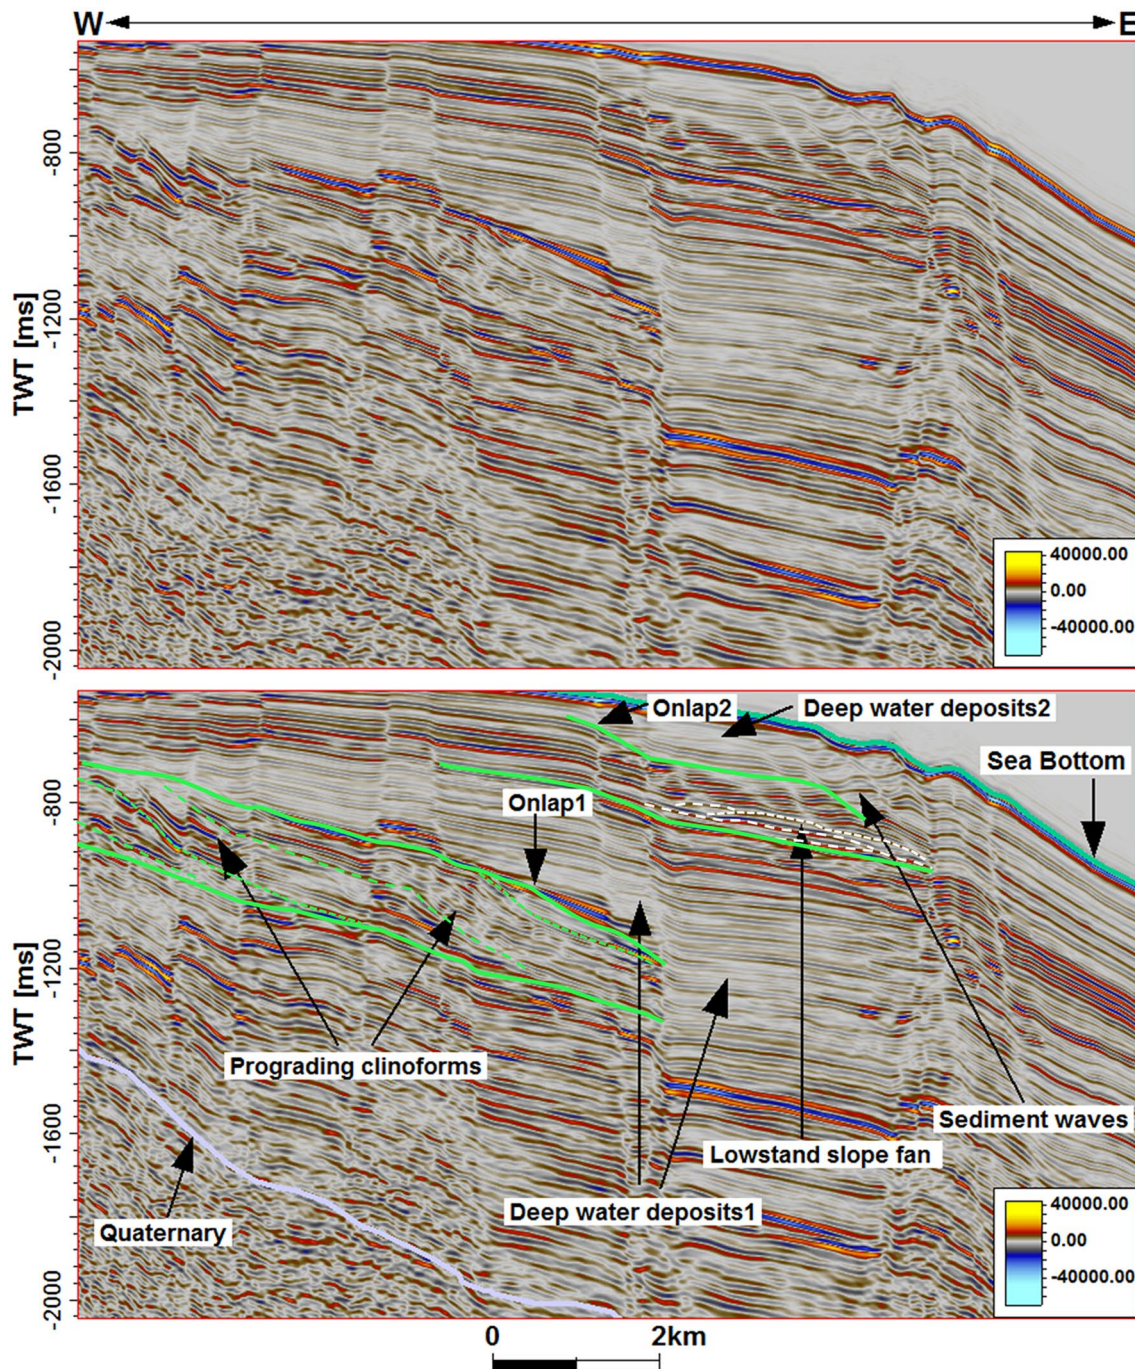 W E
-800
-1200
-1600
-2000
TWT [ms]
40000.00
0.00
-40000.00
Onlap2
Deep water deposits2
Sea Bottom
Onlap1
-800
-1200
-1600
-2000
TWT [ms]
Prograding clinoforms
Sediment waves
Lowstand slope fan
Deep water deposits1
Quaternary
40000.00
0.00
-40000.00
0 2km